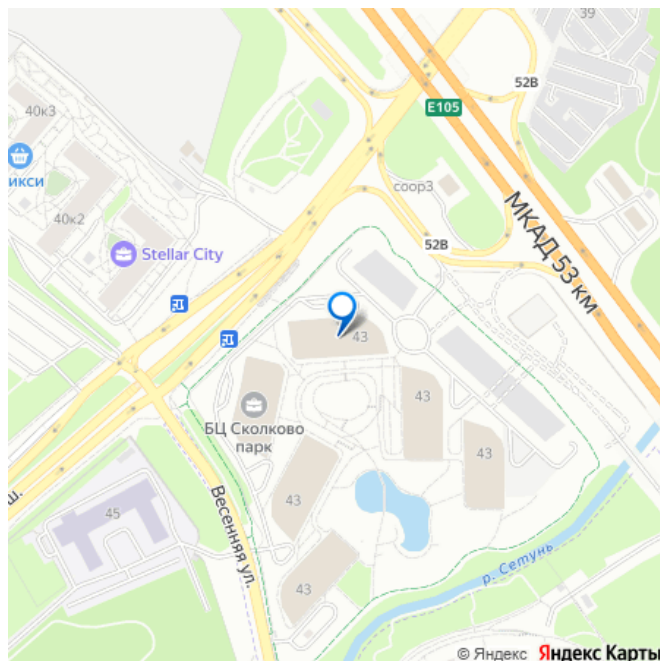 39
40к3
52В
E105
икси
соор3
40к2
МКАД 53 км
Stellar City
52В
43
43
БЦ Сколково
парк
43
43
ш.
45
Весенняя ул.
43
р. Сетунь
© Яндекс Яндекс Карты